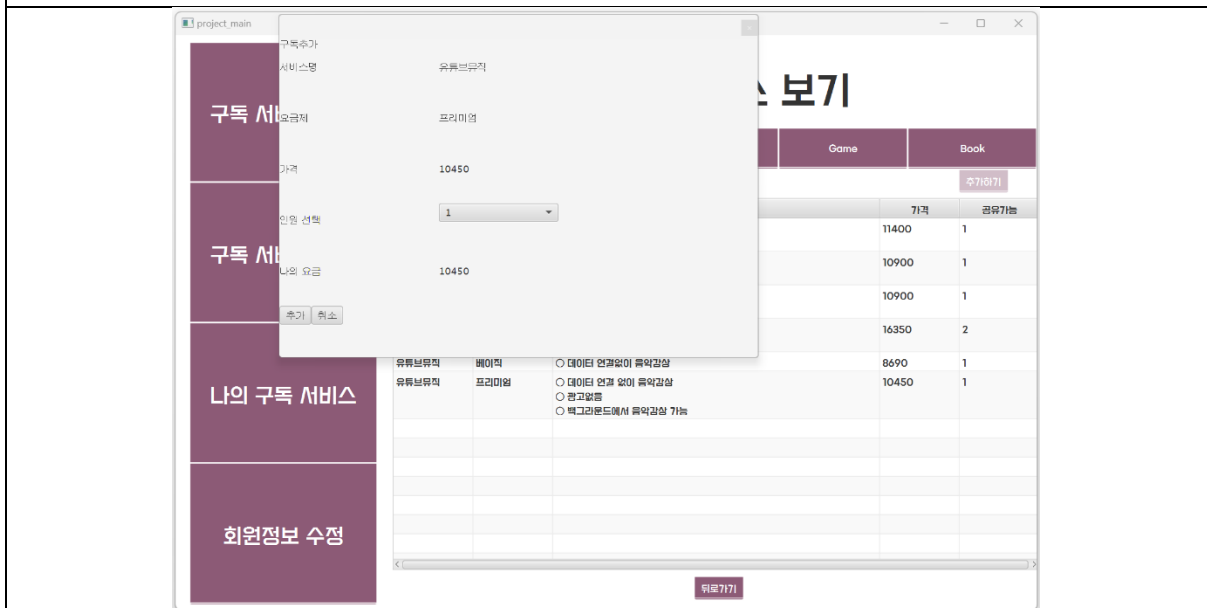 project_main
구독추가
서비스명 유튜브뮤직
요금제 프리미엄
가격 10450
인원 선택 1
나의 요금 10450
추가 취소
보기
Game Book
추가하기
가격 공유가능
11400 1
10900 1
10900 1
16350 2
유튜브뮤직 베이직 ○ 데이터 연결없이 음악감상 8690 1
유튜브뮤직 프리미엄 ○ 데이터 연결 없이 음악감상 10450 1
○ 광고없음
○ 백그라운드에서 음악감상 가능
구독 서
구독 서
나의 구독 서비스
회원정보 수정
뒤로가기